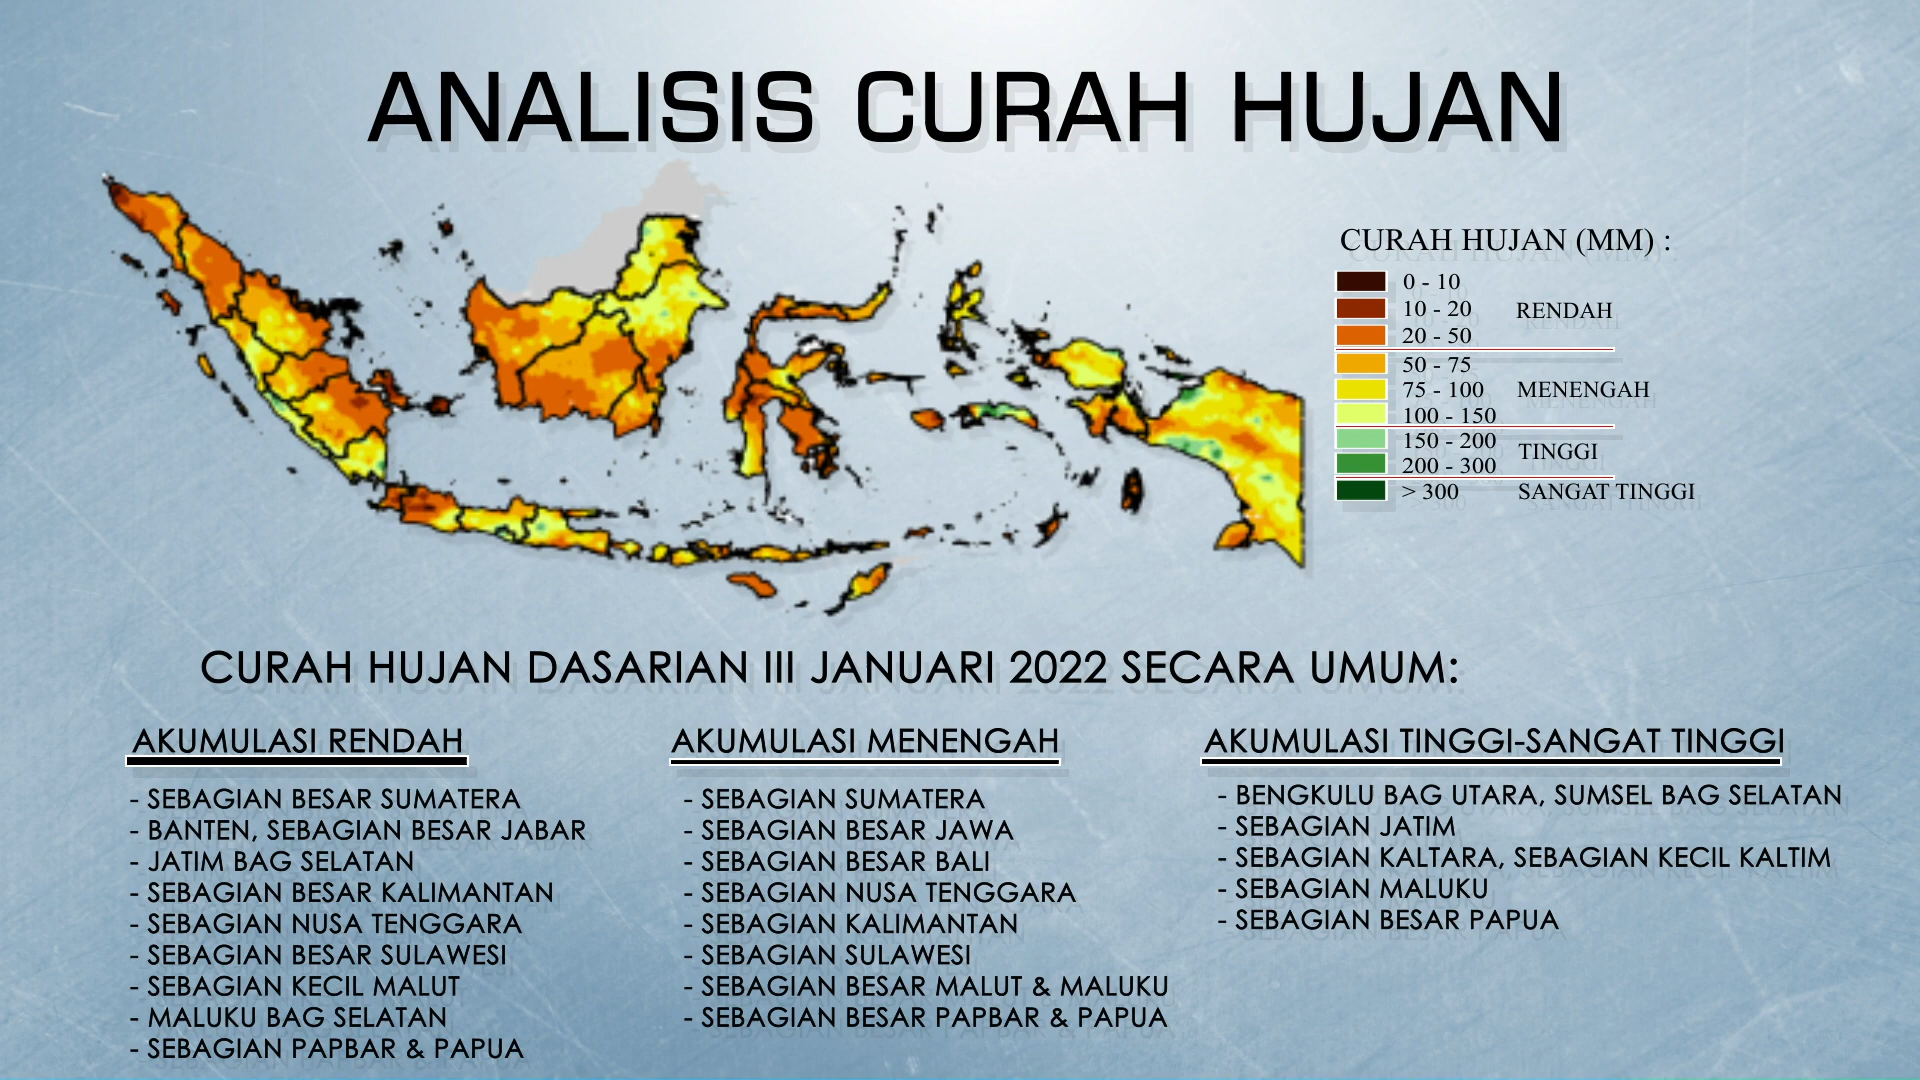 ANALISIS CURAH HUJAN
CURAH HUJAN (MM) :
0 - 10
10 - 20 RENDAH
20 - 50
50 - 75
75 - 100 MENENGAH
100 - 150
150 - 200 TINGGI
200 - 300
> 300 SANGAT TINGGI
CURAH HUJAN DASARIAN III JANUARI 2022 SECARA UMUM:
AKUMULASI RENDAH
- SEBAGIAN BESAR SUMATERA
- BANTEN, SEBAGIAN BESAR JABAR
- JATIM BAG SELATAN
- SEBAGIAN BESAR KALIMANTAN
- SEBAGIAN NUSA TENGGARA
- SEBAGIAN BESAR SULAWESI
- SEBAGIAN KECIL MALUT
- MALUKU BAG SELATAN
- SEBAGIAN PAPBAR & PAPUA
AKUMULASI MENENGAH
- SEBAGIAN SUMATERA
- SEBAGIAN BESAR JAWA
- SEBAGIAN BESAR BALI
- SEBAGIAN NUSA TENGGARA
- SEBAGIAN KALIMANTAN
- SEBAGIAN SULAWESI
- SEBAGIAN BESAR MALUT & MALUKU
- SEBAGIAN BESAR PAPBAR & PAPUA
AKUMULASI TINGGI-SANGAT TINGGI
- BENGKULU BAG UTARA, SUMSEL BAG SELATAN
- SEBAGIAN JATIM
- SEBAGIAN KALTARA, SEBAGIAN KECIL KALTIM
- SEBAGIAN MALUKU
- SEBAGIAN BESAR PAPUA